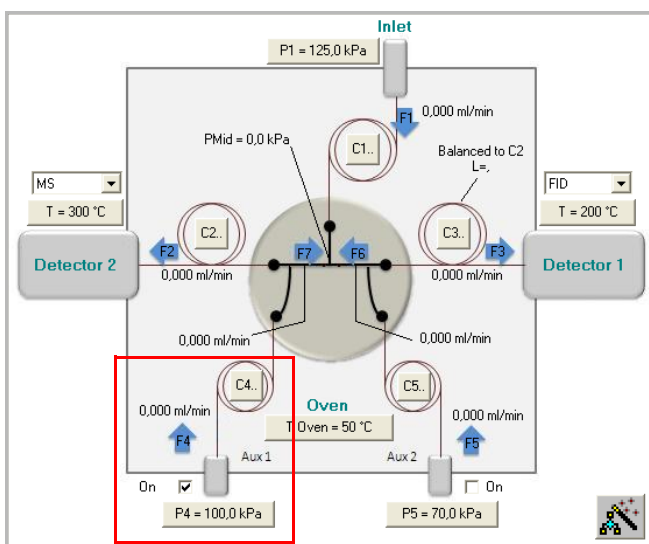 Inlet
P1 = 125,0 kPa
0,000 ml/min
F1
PMid = 0,0 kPa
C1..
Balanced to C2
L=,
MS
FID
T = 300 °C
T = 200 °C
C2..
C3..
F2
F7
F6
F3
Detector 2
Detector 1
0,000 ml/min
0,000 ml/min
0,000 ml/min
0,000 ml/min
C4..
C5..
Oven
0,000 ml/min
0,000 ml/min
T Oven = 50 °C
F4
F5
Aux 1
Aux 2
On
On
P4 = 100,0 kPa
P5 = 70,0 kPa